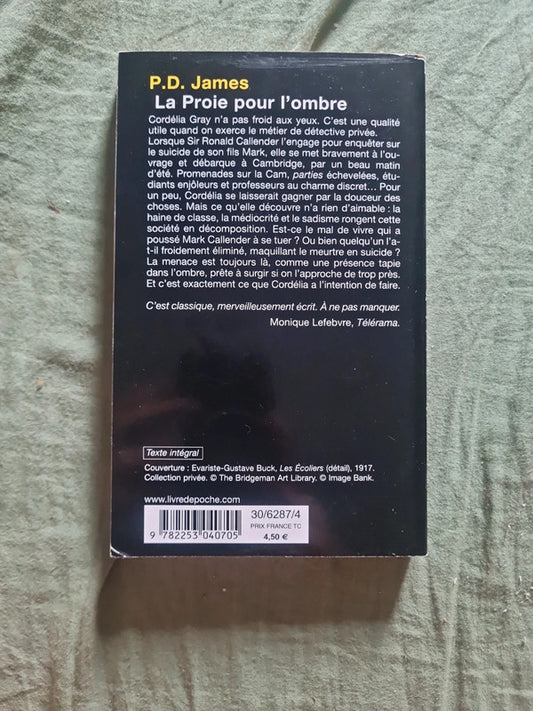 P.D. James
La Proie pour l'ombre
Cordélia Gray n'a pas froid aux yeux. C'est une qualité
utile quand on exerce le métier de détective privée.
Lorsque Sir Ronald Callender l'engage pour enquêter sur
le suicide de son fils Mark, elle se met bravement à l'ou-
vrage et débarque à Cambridge, par un beau matin
d'été. Promenades sur la Cam, parties échevelées, étu-
diants enjôleurs et professeurs au charme discret... Pour
un peu, Cordélia se laisserait gagner par la douceur des
choses. Mais ce qu'elle découvre n'a rien d'aimable : la
haine de classe, la médiocrité et le sadisme rongent cette
société en décomposition. Est-ce le mal de vivre qui a
poussé Mark Callender à se tuer ? Ou bien quelqu'un l'a-
t-il froidement éliminé, maquillant le meurtre en suicide ?
La menace est toujours là, comme une présence tapie
dans l'ombre, prête à surgir si on l'approche de trop près.
Et c'est exactement ce que Cordélia a l'intention de faire.
C'est classique, merveilleusement écrit. À ne pas manquer.
Monique Lefebvre, Télérama.
Texte intégral
Couverture : Evariste-Gustave Buck, Les Écoliers (détail), 1917.
Collection privée. © The Bridgeman Art Library. © Image Bank.
www.livredepoche.com
30/6287/4
PRIX FRANCE TC
4,50 €
9 782253 040705